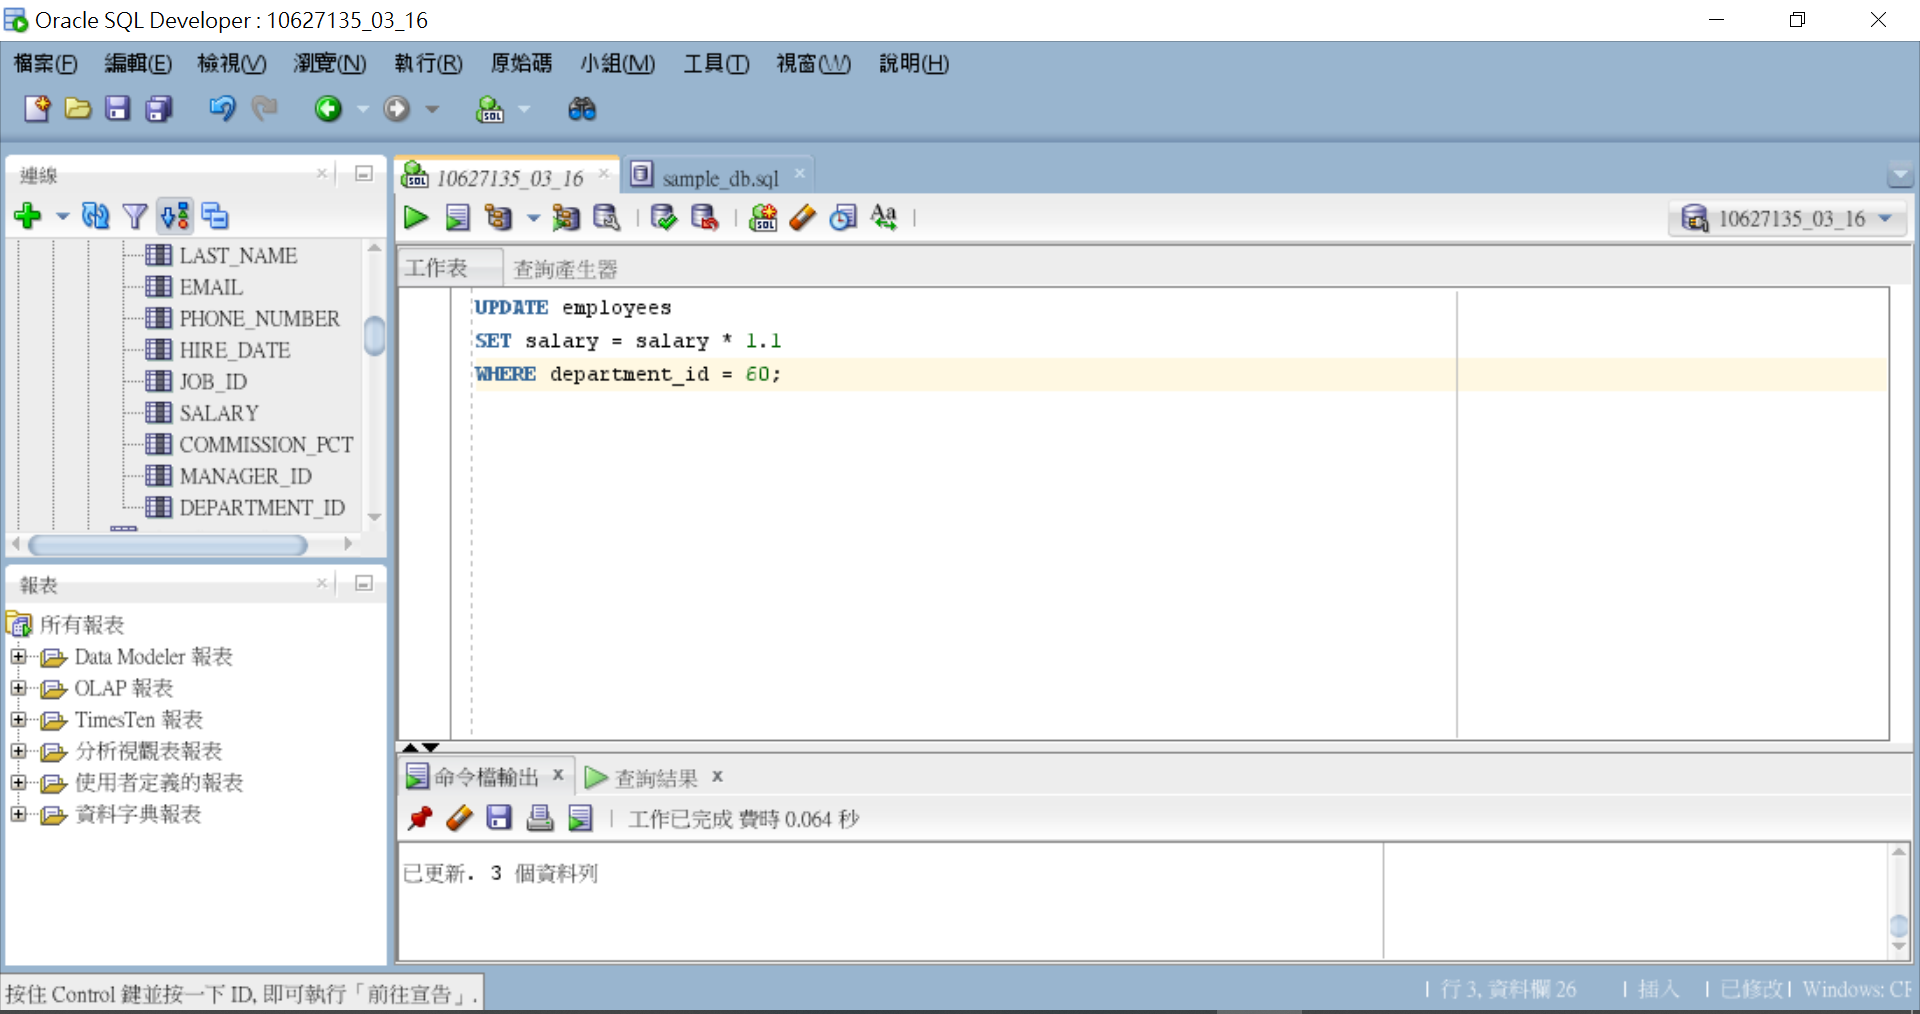 Oracle SQL Developer : 10627135_03_16
檔案(F) 編輯(E) 檢視(V) 瀏覽(N) 執行(R) 原始碼 小組(M) 工具(T) 視窗(W) 說明(H)
連線
LAST_NAME
EMAIL
PHONE_NUMBER
HIRE_DATE
JOB_ID
SALARY
COMMISSION_PCT
MANAGER_ID
DEPARTMENT_ID
報表
所有報表
Data Modeler 報表
OLAP 報表
TimesTen 報表
分析視觀表報表
使用者定義的報表
資料字典報表
10627135_03_16 sample_db.sql
10627135_03_16
工作表 查詢產生器
UPDATE employees
SET salary = salary * 1.1
WHERE department_id = 60;
命令檔輸出 查詢結果
工作已完成 費時 0.064 秒
已更新. 3 個資料列
按住 Control 鍵並按一下 ID, 即可執行「前往宣告」.
行 3, 資料欄 26 插入 已修改 Windows: CF